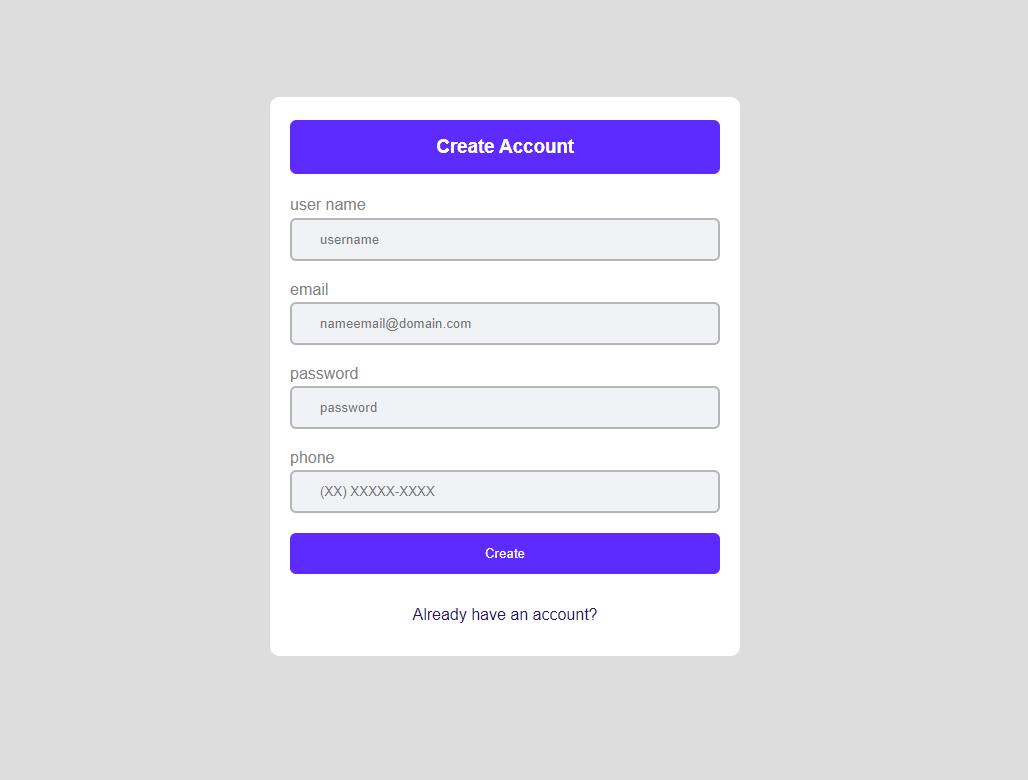 Create Account
user name
username
email
nameemail@domain.com
password
password
phone
(XX) XXXXX-XXXX
Create
Already have an account?